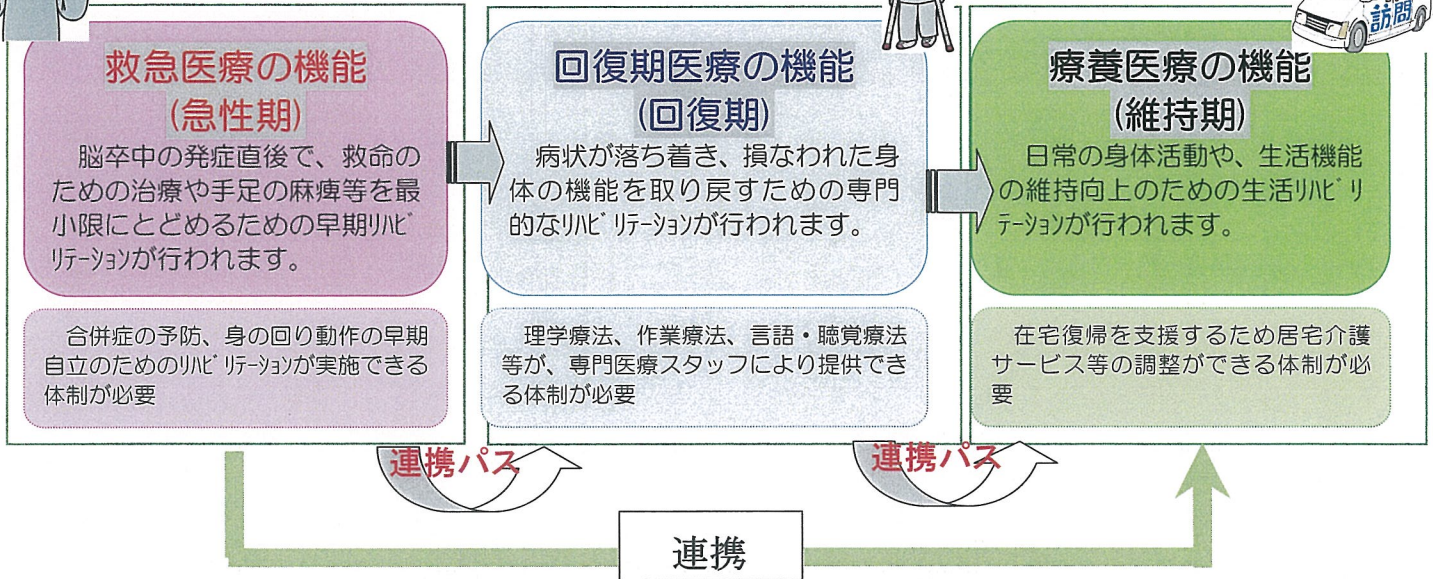 訪問
救急医療の機能
(急性期)
脳卒中の発症直後で、救命の
ための治療や手足の麻痺等を最
小限にとどめるための早期ﾘﾊﾋﾞ
ﾘﾃｰｼｮﾝが行われます。
合併症の予防、身の回り動作の早期
自立のためのﾘﾊﾋﾞﾘﾃｰｼｮﾝが実施できる
体制が必要
回復期医療の機能
(回復期)
病状が落ち着き、損なわれた身
体の機能を取り戻すための専門
的なﾘﾊﾋﾞﾘﾃｰｼｮﾝが行われます。
理学療法、作業療法、言語・聴覚療法
等が、専門医療スタッフにより提供でき
る体制が必要
療養医療の機能
(維持期)
日常の身体活動や、生活機能
の維持向上のための生活ﾘﾊﾋﾞﾘ
ﾃｰｼｮﾝが行われます。
在宅復帰を支援するため居宅介護
サービス等の調整ができる体制が必
要
連携パス
連携パス
連携